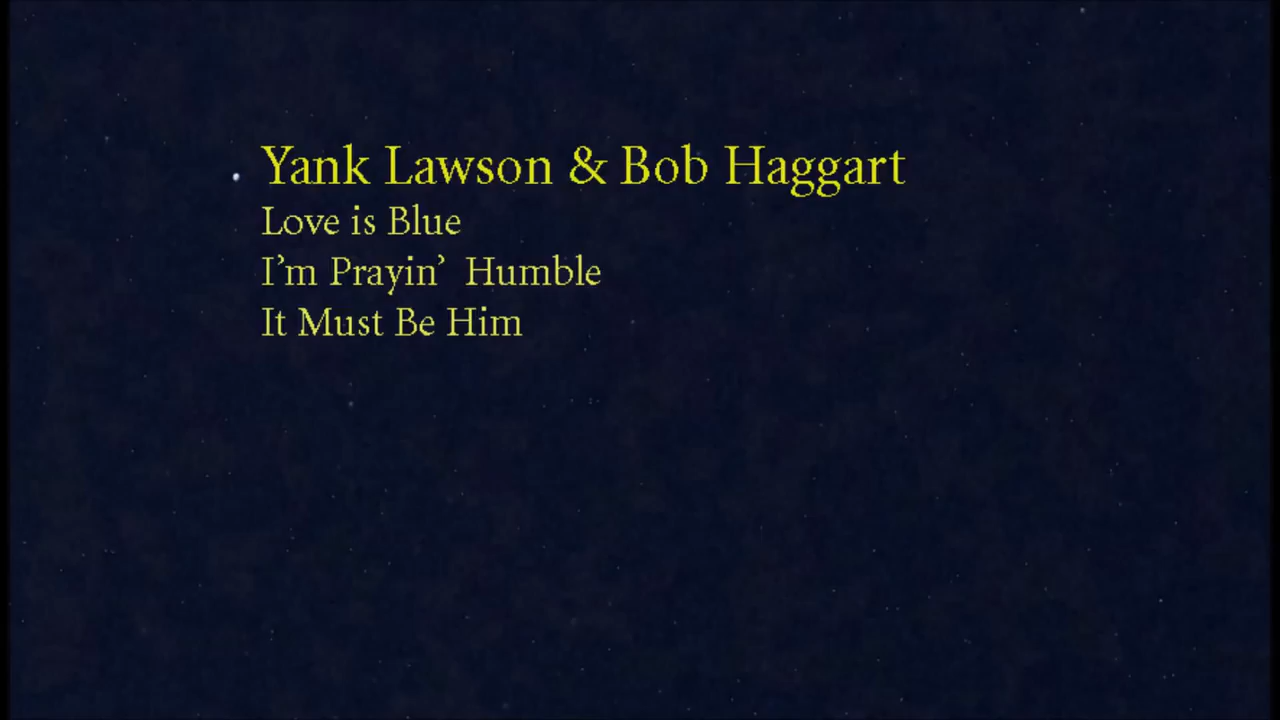 Yank Lawson & Bob Haggart
Love is Blue
I'm Prayin'  Humble
It Must Be Him